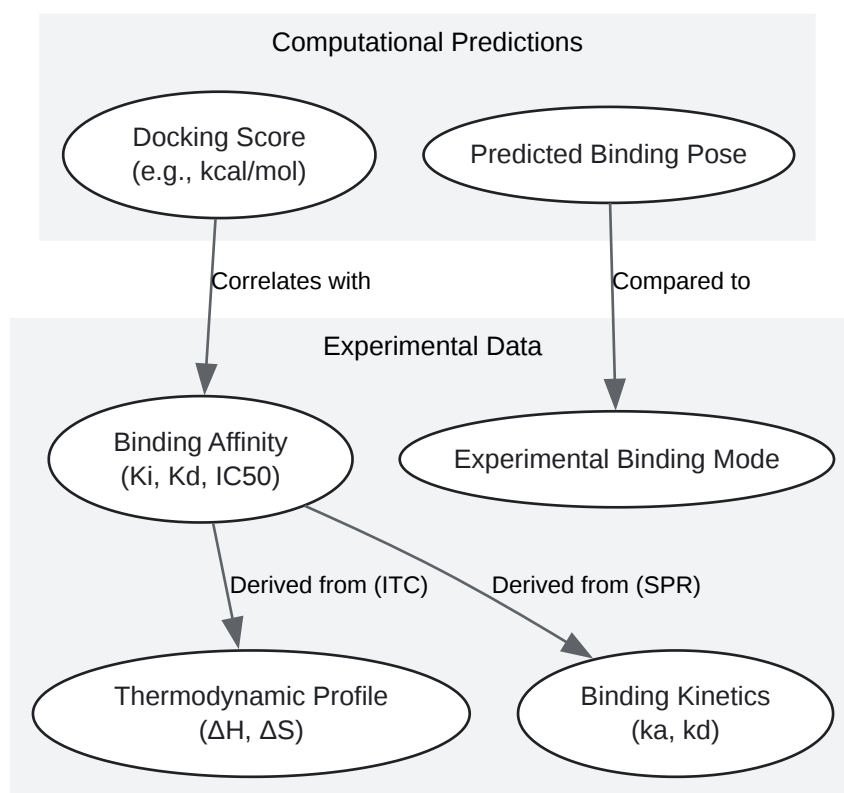 Computational Predictions
Docking Score
(e.g., kcal/mol)
Predicted Binding Pose
Correlates with
Compared to
Experimental Data
Binding Affinity
(Ki, Kd, IC50)
Experimental Binding Mode
Derived from (ITC)
Derived from (SPR)
Thermodynamic Profile
(ΔH, ΔS)
Binding Kinetics
(ka, kd)